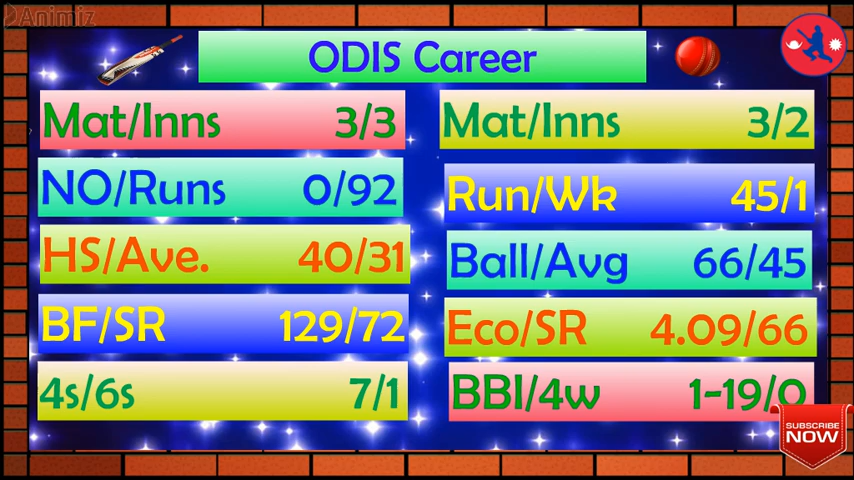 Animiz
ODIS Career
Mat/Inns 3/3
Mat/Inns 3/2
NO/Runs 0/92
Run/Wk 45/1
HS/Ave. 40/31
Ball/Avg 66/45
BF/SR 129/72
Eco/SR 4.09/66
4s/6s 7/1
BBI/4w 1-19/0
SUBSCRIBE
NOW